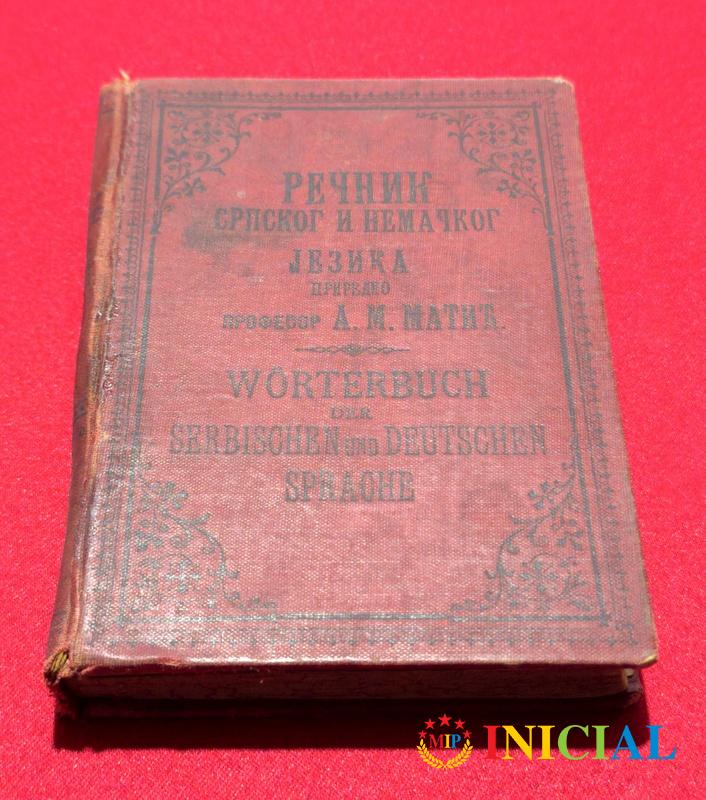 РЕЧНИК
СРПСКОГ И НЕМАЧКОГ
ЈЕЗИКА
ПРИРЕДИО
ПРОФЕСОР А. М. МАТИЋ.
WÖRTERBUCH
DER
SERBISCHEN UND DEUTSCHEN
SPRACHE
MIP INICIAL